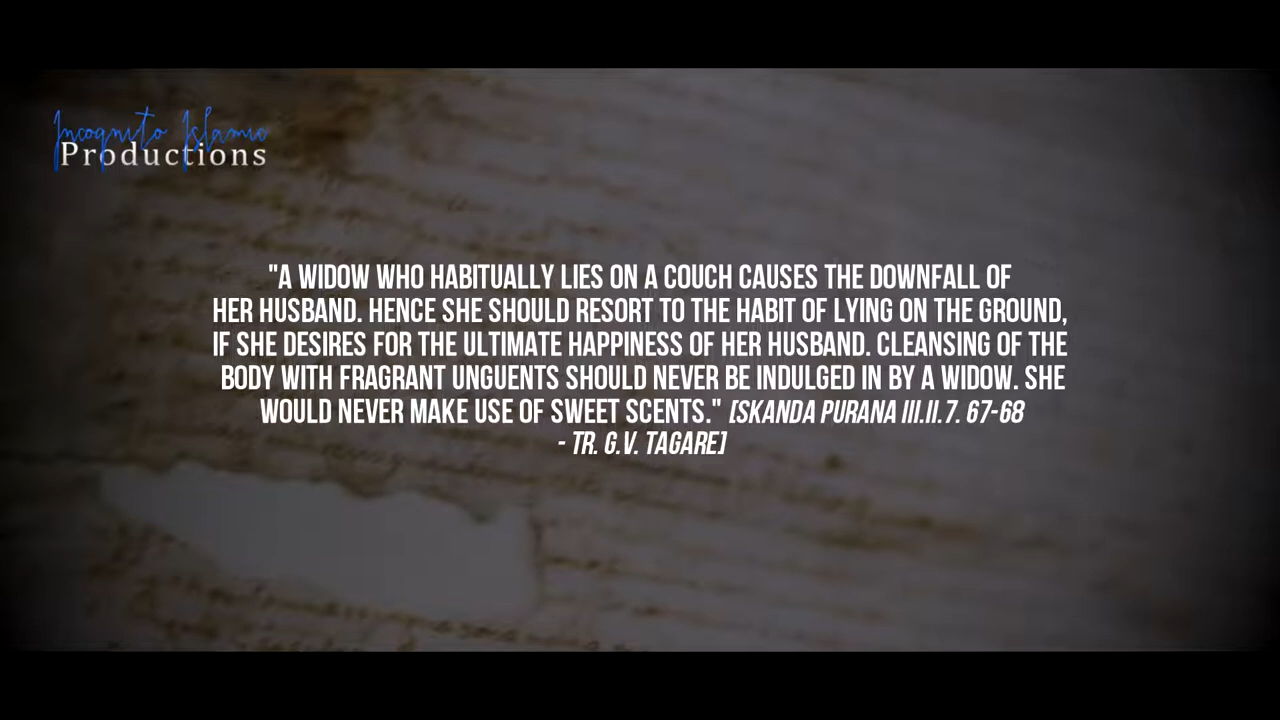 Incognito Islamic
Productions
"A WIDOW WHO HABITUALLY LIES ON A COUCH CAUSES THE DOWNFALL OF
HER HUSBAND. HENCE SHE SHOULD RESORT TO THE HABIT OF LYING ON THE GROUND,
IF SHE DESIRES FOR THE ULTIMATE HAPPINESS OF HER HUSBAND. CLEANSING OF THE
BODY WITH FRAGRANT UNGUENTS SHOULD NEVER BE INDULGED IN BY A WIDOW. SHE
WOULD NEVER MAKE USE OF SWEET SCENTS." [SKANDA PURANA III.II.7. 67-68
- TR. G.V. TAGARE]